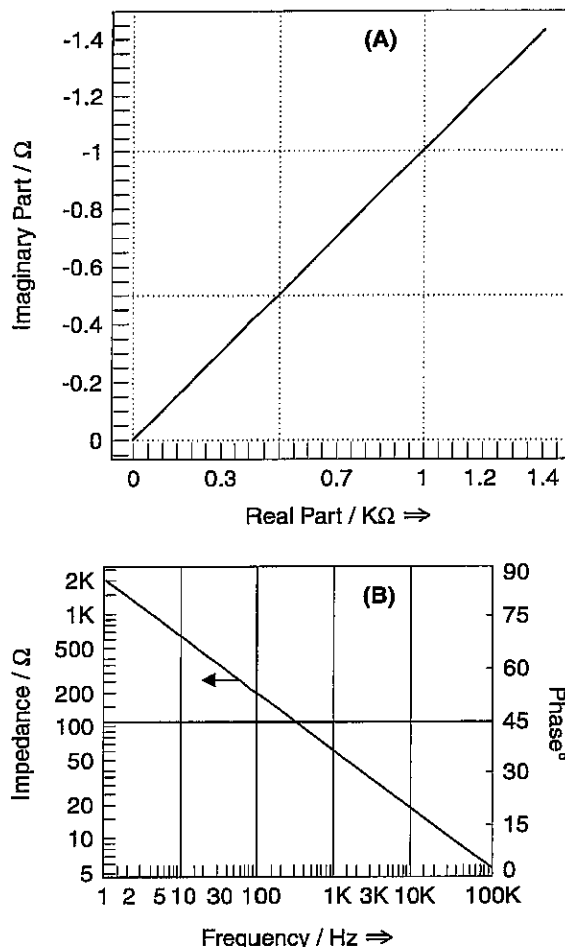 (A)
Imaginary Part / Ω
-1.4
-1.2
-1
-0.8
-0.6
-0.4
-0.2
0
0 0.3 0.7 1 1.2 1.4
Real Part / KΩ ⇒
(B)
Impedance / Ω
2K
1K
500
200
100
50
20
10
5
90
75
60
45
30
15
0
Phase°
1 2 5 10 30 100 1K 3K 10K 100K
Frequency / Hz ⇒